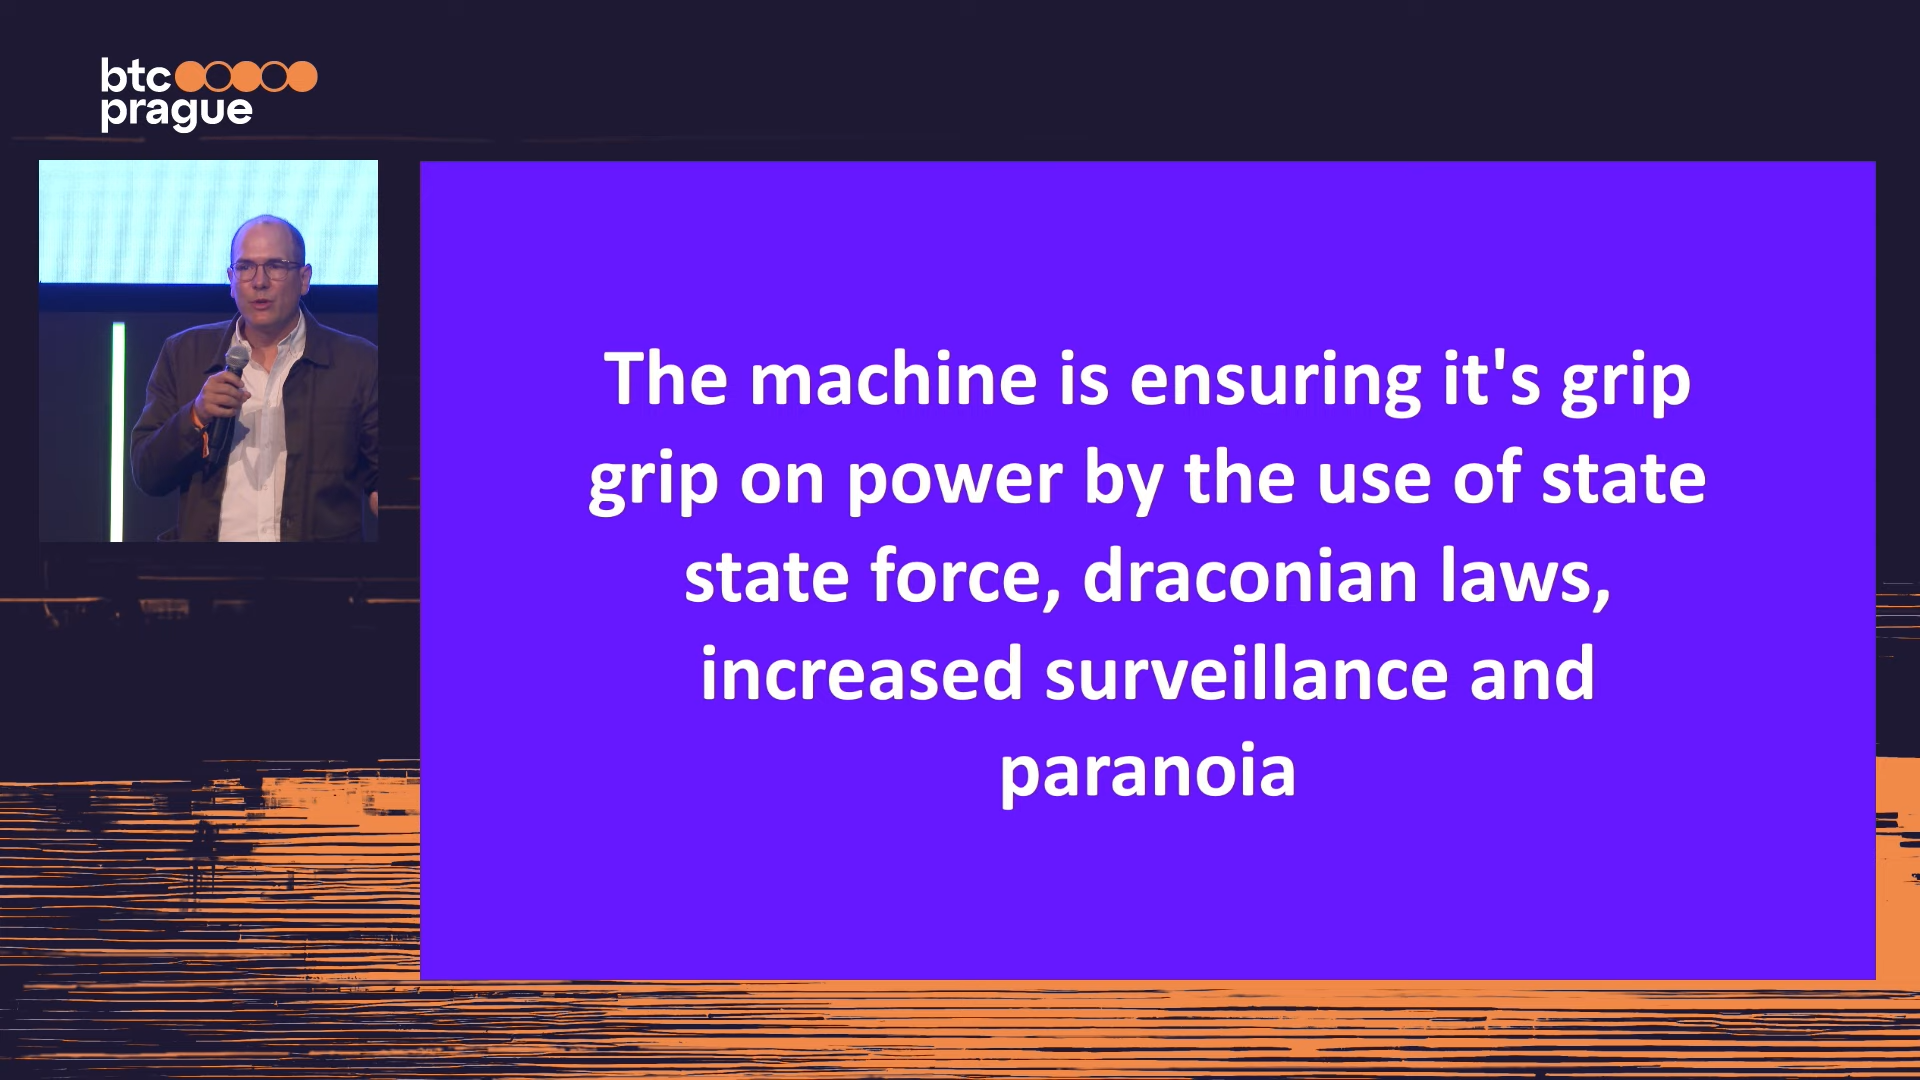 btc
prague
The machine is ensuring it's grip
grip on power by the use of state
state force, draconian laws,
increased surveillance and
paranoia